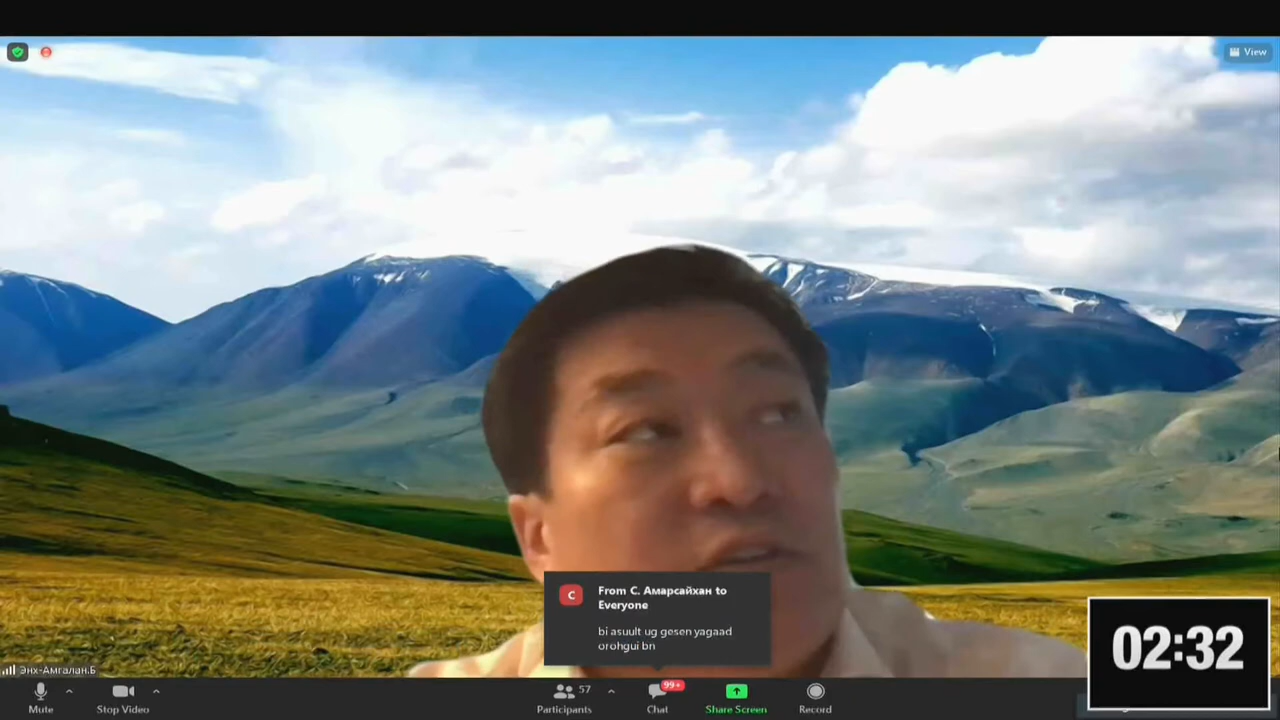 View
From С. Амарсайхан to
Everyone
С
bi asuult ug gesen yagaad
orohgui bn
02:32
Энх-Амгалан.Б
Mute
Stop Video
57
Participants
99+
Chat
Share Screen
Record